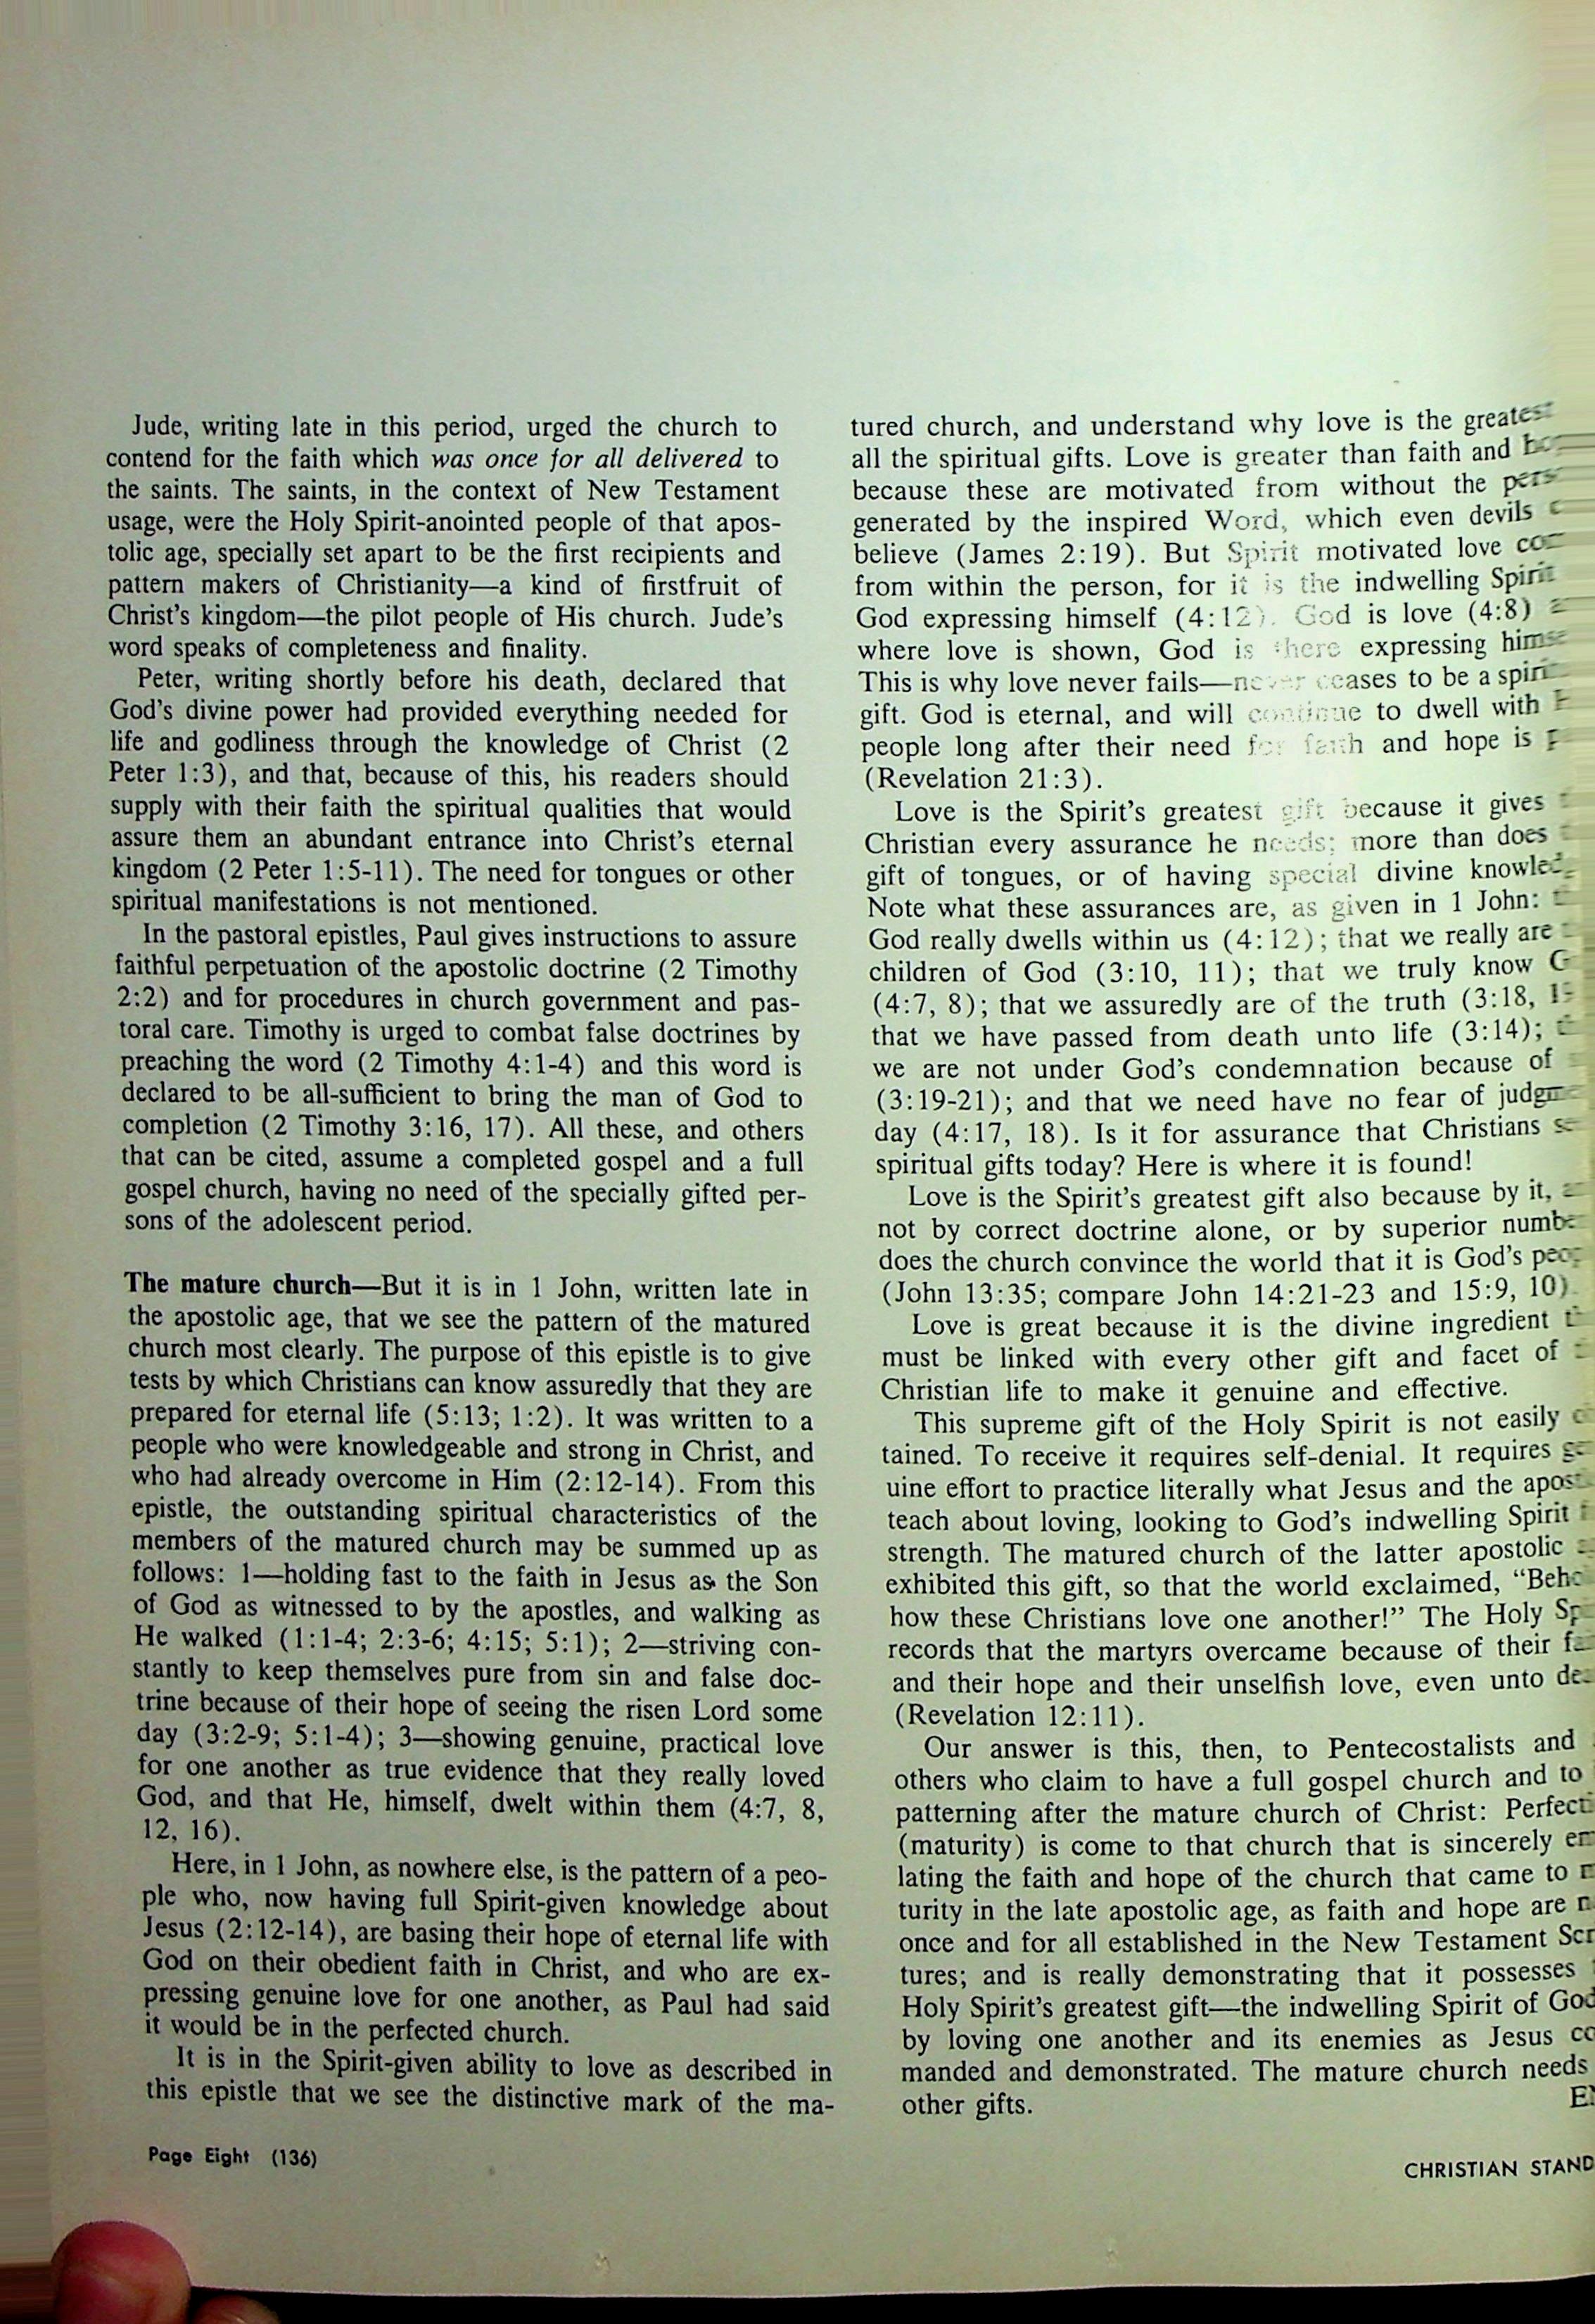 Jude, writing late in this period, urged the church to
contend for the faith which was once for all delivered to
the saints. The saints, in the context of New Testament
usage, were the Holy Spirit-anointed people of that apos-
tolic age, specially set apart to be the first recipients and
pattern makers of Christianity—a kind of firstfruit of
Christ's kingdom—the pilot people of His church. Jude's
word speaks of completeness and finality.
Peter, writing shortly before his death, declared that
God's divine power had provided everything needed for
life and godliness through the knowledge of Christ (2
Peter 1:3), and that, because of this, his readers should
supply with their faith the spiritual qualities that would
assure them an abundant entrance into Christ's eternal
kingdom (2 Peter 1:5-11). The need for tongues or other
spiritual manifestations is not mentioned.
In the pastoral epistles, Paul gives instructions to assure
faithful perpetuation of the apostolic doctrine (2 Timothy
2:2) and for procedures in church government and pas-
toral care. Timothy is urged to combat false doctrines by
preaching the word (2 Timothy 4:1-4) and this word is
declared to be all-sufficient to bring the man of God to
completion (2 Timothy 3:16, 17). All these, and others
that can be cited, assume a completed gospel and a full
gospel church, having no need of the specially gifted per-
sons of the adolescent period.
The mature church—But it is in 1 John, written late in
the apostolic age, that we see the pattern of the matured
church most clearly. The purpose of this epistle is to give
tests by which Christians can know assuredly that they are
prepared for eternal life (5:13; 1:2). It was written to a
people who were knowledgeable and strong in Christ, and
who had already overcome in Him (2:12-14). From this
epistle, the outstanding spiritual characteristics of the
members of the matured church may be summed up as
follows: 1—holding fast to the faith in Jesus as the Son
of God as witnessed to by the apostles, and walking as
He walked (1:1-4; 2:3-6; 4:15; 5:1); 2—striving con-
stantly to keep themselves pure from sin and false doc-
trine because of their hope of seeing the risen Lord some
day (3:2-9; 5:1-4); 3—showing genuine, practical love
for one another as true evidence that they really loved
God, and that He, himself, dwelt within them (4:7, 8,
12, 16).
Here, in 1 John, as nowhere else, is the pattern of a peo-
ple who, now having full Spirit-given knowledge about
Jesus (2:12-14), are basing their hope of eternal life with
God on their obedient faith in Christ, and who are ex-
pressing genuine love for one another, as Paul had said
it would be in the perfected church.
It is in the Spirit-given ability to love as described in
this epistle that we see the distinctive mark of the ma-
tured church, and understand why love is the greatest
all the spiritual gifts. Love is greater than faith and
because these are motivated from without the
generated by the inspired Word, which even devils
believe (James 2:19). But Spirit motivated love
from within the person, for it is the indwelling Spirit
God expressing himself (4:12). God is love (4:8)
where love is shown, God is there expressing
This is why love never fails—never ceases to be a
gift. God is eternal, and will continue to dwell with
people long after their need for faith and hope is
(Revelation 21:3).
Love is the Spirit's greatest gift because it gives
Christian every assurance he needs; more than does
gift of tongues, or of having special divine
Note what these assurances are, as given in 1 John:
God really dwells within us (4:12); that we really are
children of God (3:10, 11); that we truly know
(4:7, 8); that we assuredly are of the truth (3:18,
that we have passed from death unto life (3:14);
we are not under God's condemnation because of
(3:19-21); and that we need have no fear of
day (4:17, 18). Is it for assurance that Christians
spiritual gifts today? Here is where it is found!
Love is the Spirit's greatest gift also because by it,
not by correct doctrine alone, or by superior
does the church convince the world that it is God's
(John 13:35; compare John 14:21-23 and 15:9, 10)
Love is great because it is the divine ingredient
must be linked with every other gift and facet of
Christian life to make it genuine and effective.
This supreme gift of the Holy Spirit is not easily
tained. To receive it requires self-denial. It requires
uine effort to practice literally what Jesus and the
teach about loving, looking to God's indwelling Spirit
strength. The matured church of the latter apostolic
exhibited this gift, so that the world exclaimed,
how these Christians love one another!" The Holy
records that the martyrs overcame because of their
and their hope and their unselfish love, even unto
(Revelation 12:11).
Our answer is this, then, to Pentecostalists and
others who claim to have a full gospel church and to
patterning after the mature church of Christ:
(maturity) is come to that church that is sincerely
lating the faith and hope of the church that came to
turity in the late apostolic age, as faith and hope are
once and for all established in the New Testament
tures; and is really demonstrating that it possesses
Holy Spirit's greatest gift—the indwelling Spirit of
by loving one another and its enemies as Jesus
manded and demonstrated. The mature church needs
other gifts.
Page Eight (136)
CHRISTIAN STAND